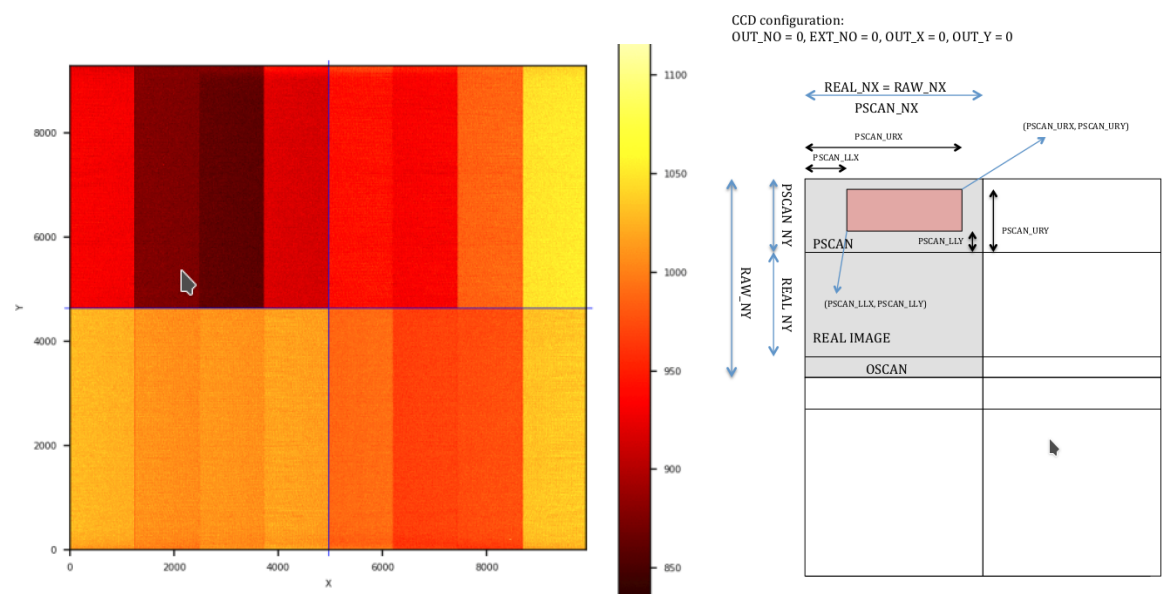 CCD configuration:
OUT_NO = 0, EXT_NO = 0, OUT_X = 0, OUT_Y = 0
8000
6000
4000
2000
0
Y
0
2000
4000
6000
8000
X
1100
1050
1000
950
900
850
REAL_NX = RAW_NX
PSCAN_NX
PSCAN_URX
(PSCAN_URX, PSCAN_URY)
PSCAN_LLX
PSCAN_NY
PSCAN_URY
PSCAN_LLY
PSCAN
RAW_NY
REAL_NY
(PSCAN_LLX, PSCAN_LLY)
REAL IMAGE
OSCAN